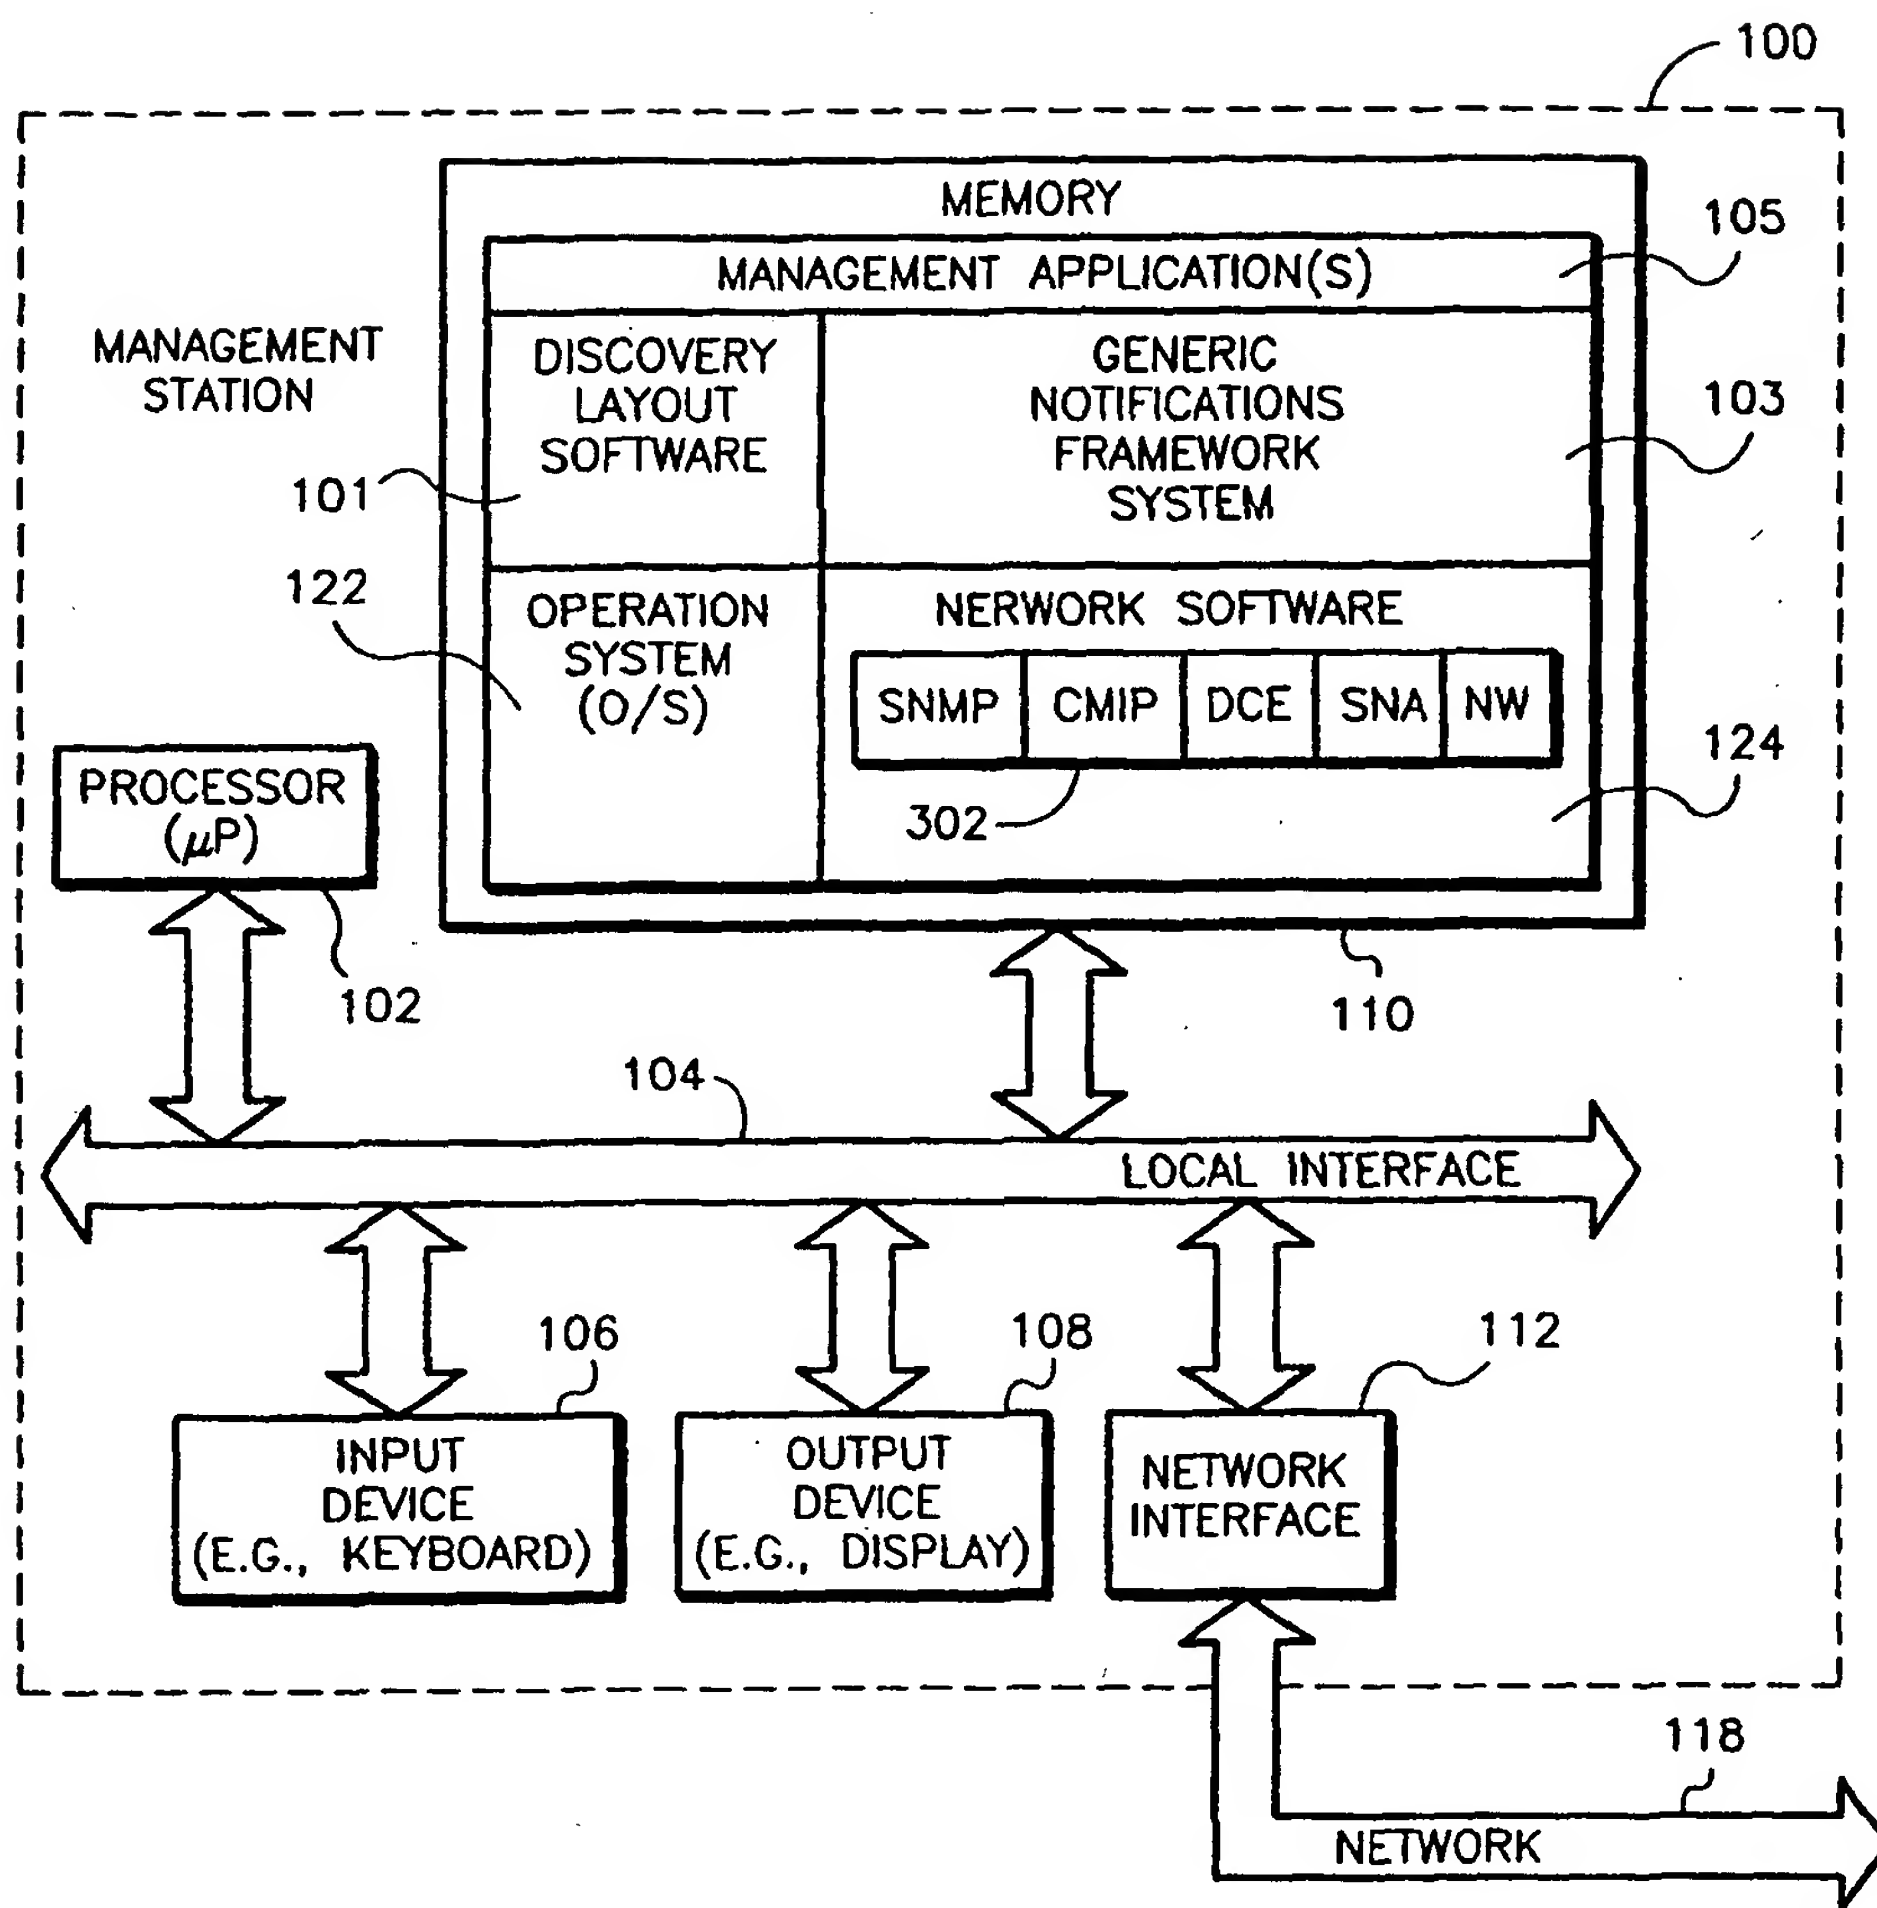 100
MEMORY
105
MANAGEMENT APPLICATION(S)
MANAGEMENT
STATION
DISCOVERY
LAYOUT
SOFTWARE
101
GENERIC
NOTIFICATIONS
FRAMEWORK
SYSTEM
103
122
OPERATION
SYSTEM
(O/S)
NERWORK SOFTWARE
SNMP CMIP DCE SNA NW
302
124
PROCESSOR
(μP)
102
110
104
LOCAL INTERFACE
106
108
112
INPUT
DEVICE
(E.G., KEYBOARD)
OUTPUT
DEVICE
(E.G., DISPLAY)
NETWORK
INTERFACE
118
NETWORK